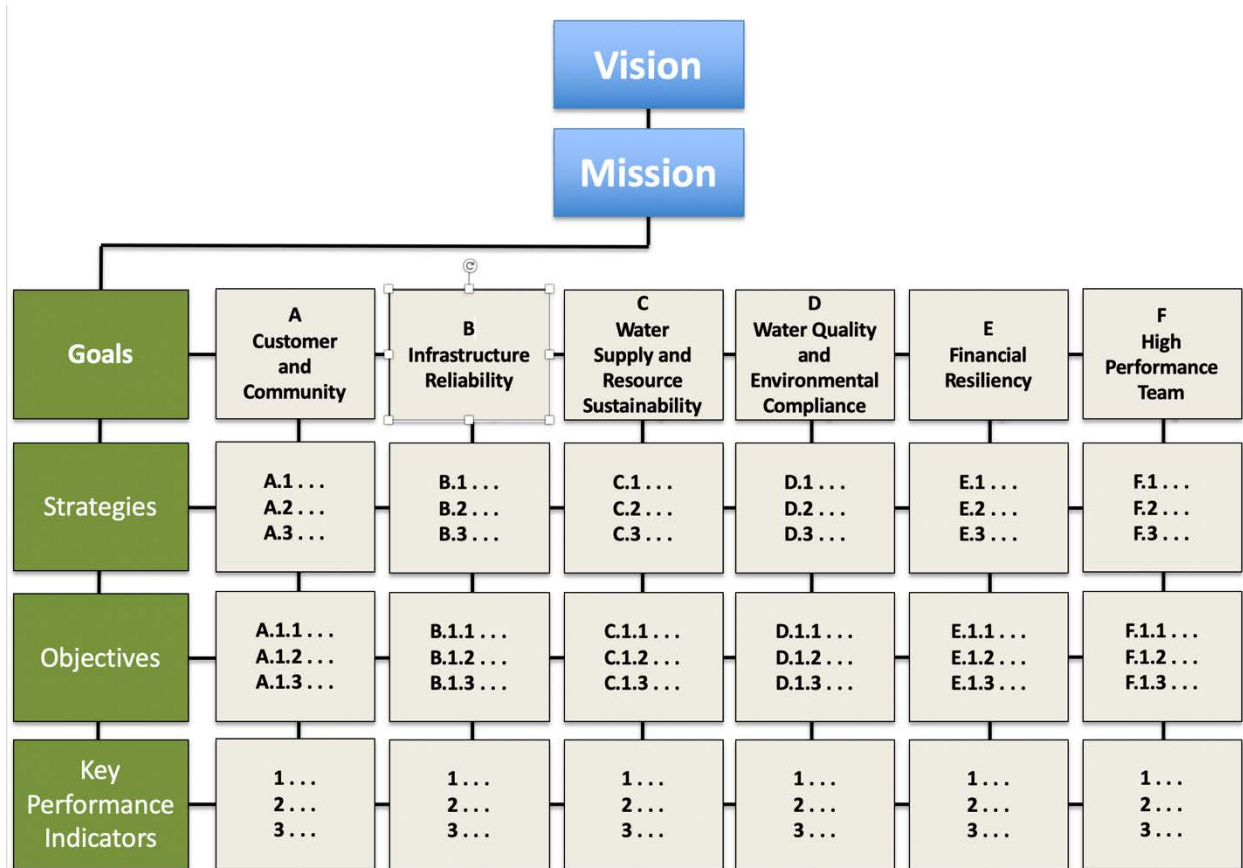 Vision
Mission
Goals
A
Customer
and
Community
B
Infrastructure
Reliability
C
Water
Supply and
Resource
Sustainability
D
Water Quality
and
Environmental
Compliance
E
Financial
Resiliency
F
High
Performance
Team
Strategies
A.1 . . .
A.2 . . .
A.3 . . .
B.1 . . .
B.2 . . .
B.3 . . .
C.1 . . .
C.2 . . .
C.3 . . .
D.1 . . .
D.2 . . .
D.3 . . .
E.1 . . .
E.2 . . .
E.3 . . .
F.1 . . .
F.2 . . .
F.3 . . .
Objectives
A.1.1 . . .
A.1.2 . . .
A.1.3 . . .
B.1.1 . . .
B.1.2 . . .
B.1.3 . . .
C.1.1 . . .
C.1.2 . . .
C.1.3 . . .
D.1.1 . . .
D.1.2 . . .
D.1.3 . . .
E.1.1 . . .
E.1.2 . . .
E.1.3 . . .
F.1.1 . . .
F.1.2 . . .
F.1.3 . . .
Key
Performance
Indicators
1 . . .
2 . . .
3 . . .
1 . . .
2 . . .
3 . . .
1 . . .
2 . . .
3 . . .
1 . . .
2 . . .
3 . . .
1 . . .
2 . . .
3 . . .
1 . . .
2 . . .
3 . . .